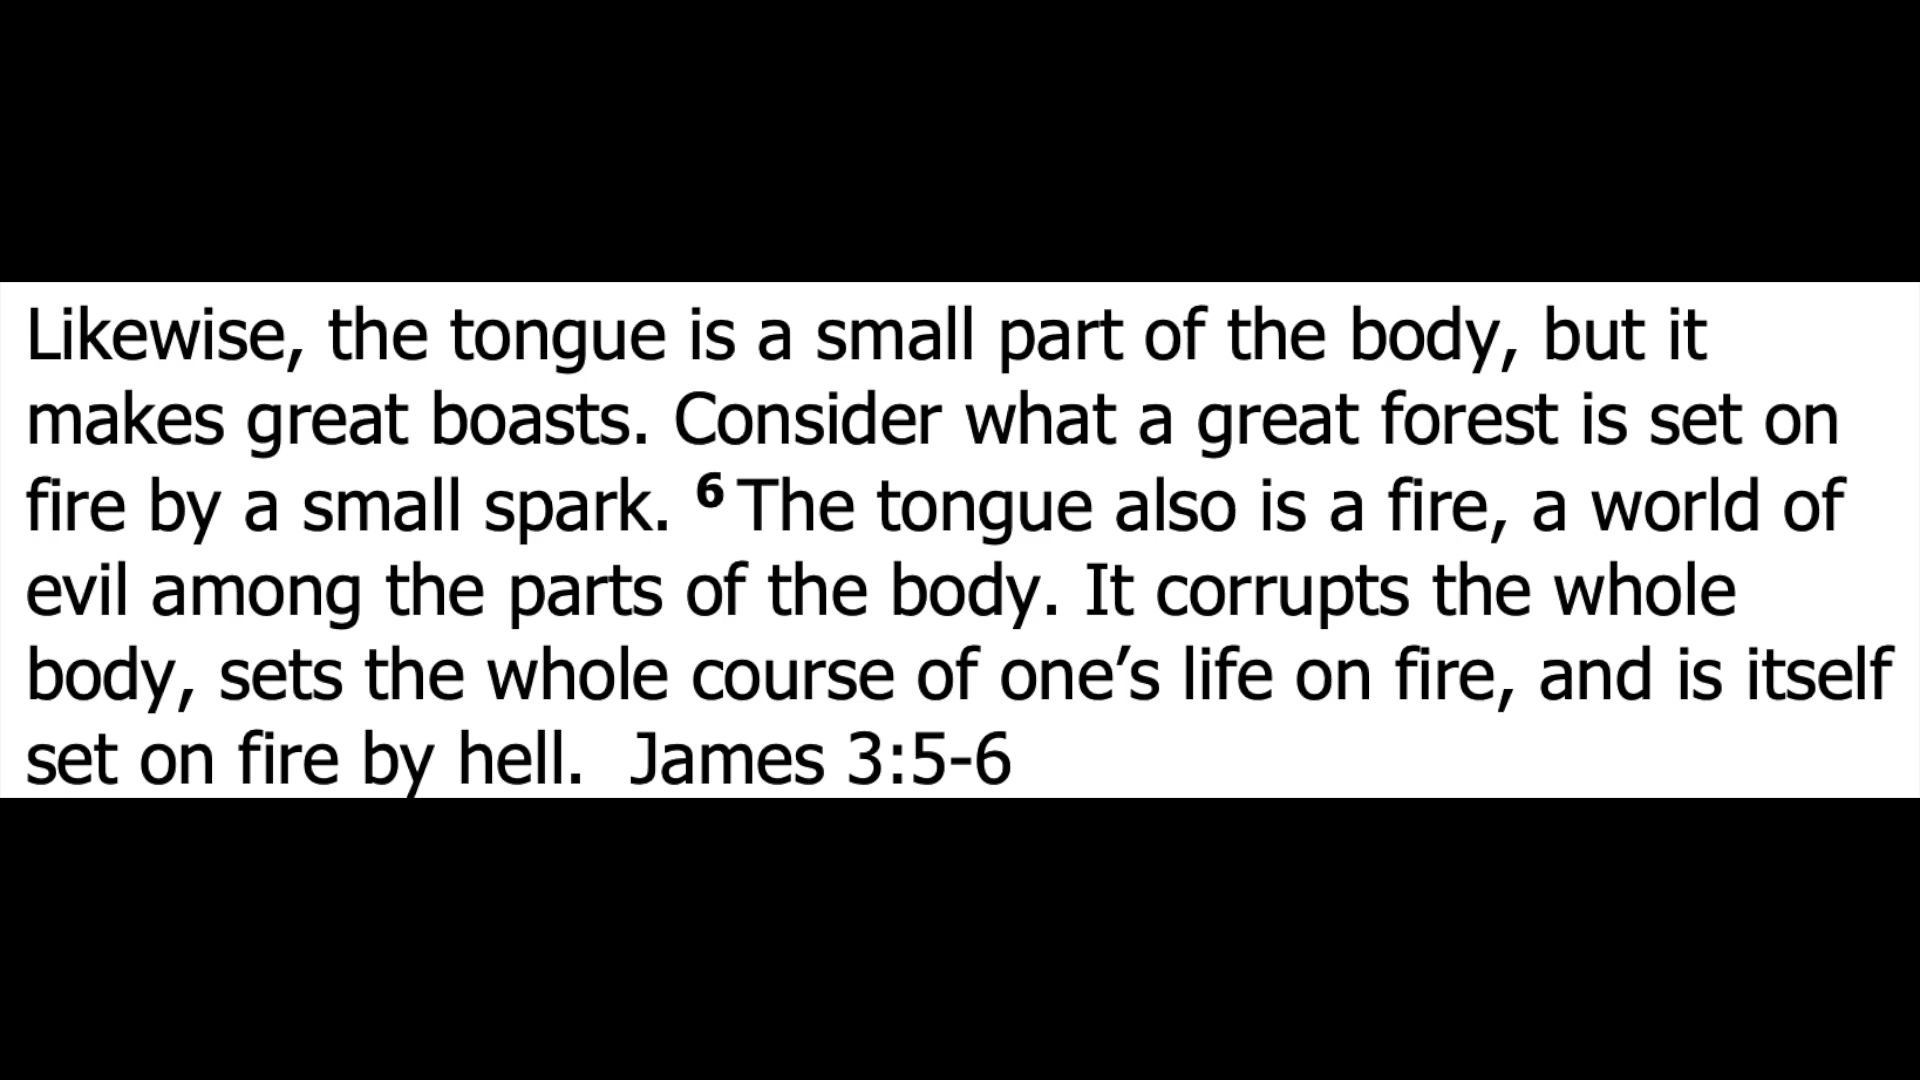 Likewise, the tongue is a small part of the body, but it
makes great boasts. Consider what a great forest is set on
fire by a small spark. 6 The tongue also is a fire, a world of
evil among the parts of the body. It corrupts the whole
body, sets the whole course of one’s life on fire, and is itself
set on fire by hell.  James 3:5-6